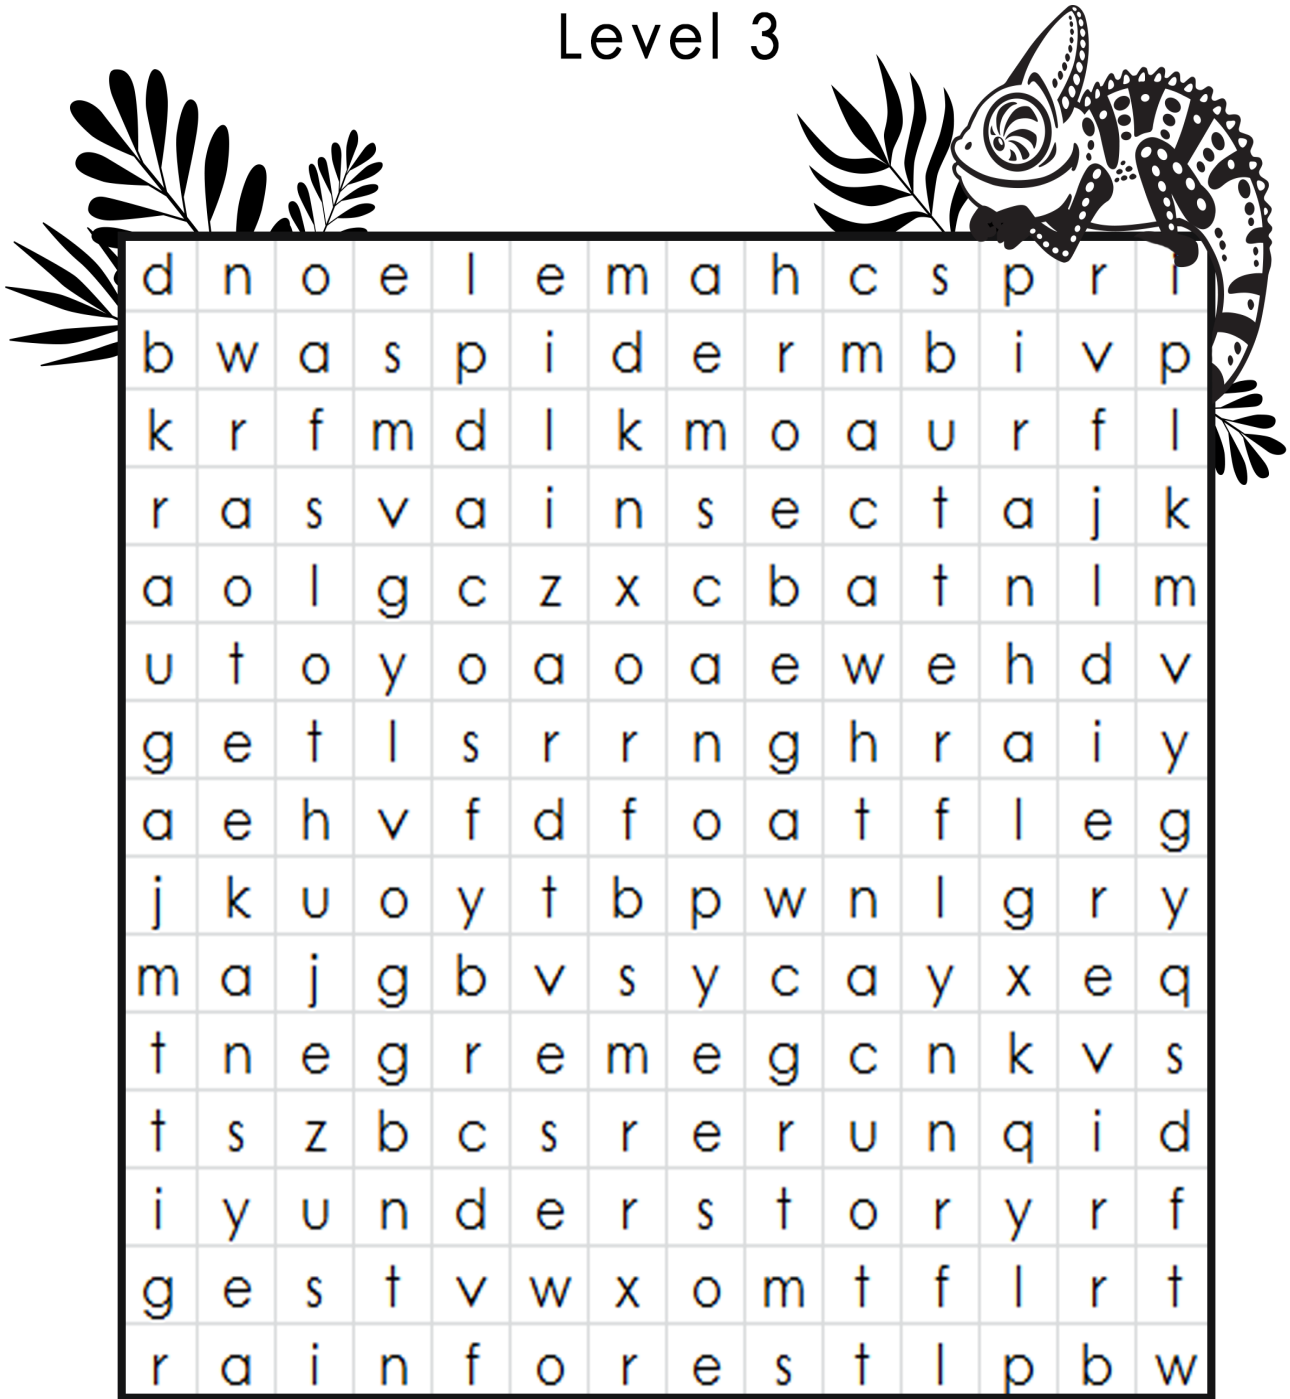 Level 3
d n o e l e m a h c s p r i
b w a s p i d e r m b i v p
k r f m d l k m o a u r f l
r a s v a i n s e c t a j k
a o l g c z x c b a t n l m
u t o y o a o a e w e h d v
g e t l s r r n g h r a i y
a e h v f d f o a t f l e g
j k u o y t b p w n l g r y
m a j g b v s y c a y x e q
t n e g r e m e g c n k v s
t s z b c s r e r u n q i d
i y u n d e r s t o r y r f
g e s t v w x o m t f l r t
r a i n f o r e s t l p b w